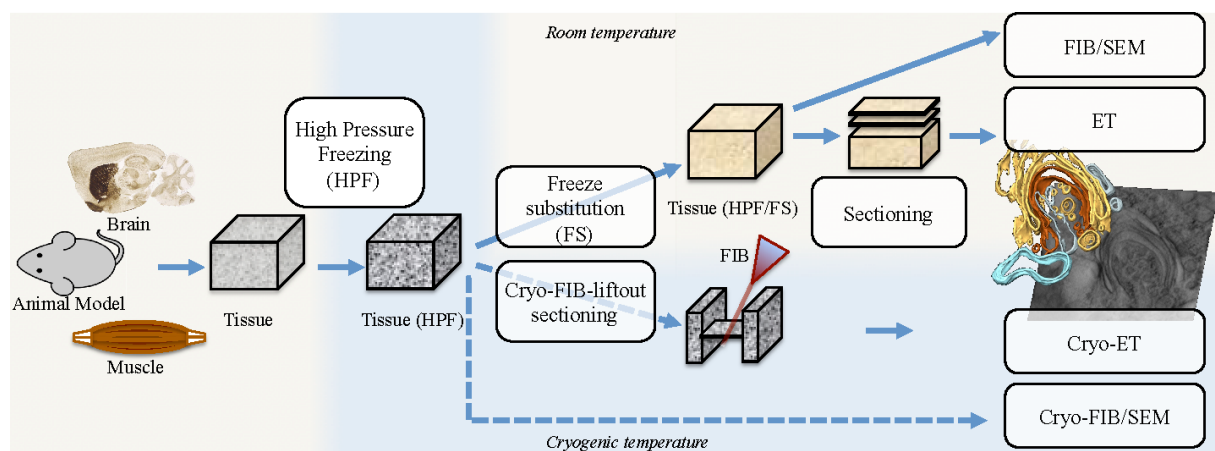 Room temperature
FIB/SEM
ET
High Pressure
Freezing
(HPF)
Brain
Animal Model
Muscle
Tissue
Tissue (HPF)
Freeze
substitution
(FS)
Tissue (HPF/FS)
Sectioning
Cryo-FIB-liftout
sectioning
FIB
Cryo-ET
Cryo-FIB/SEM
Cryogenic temperature